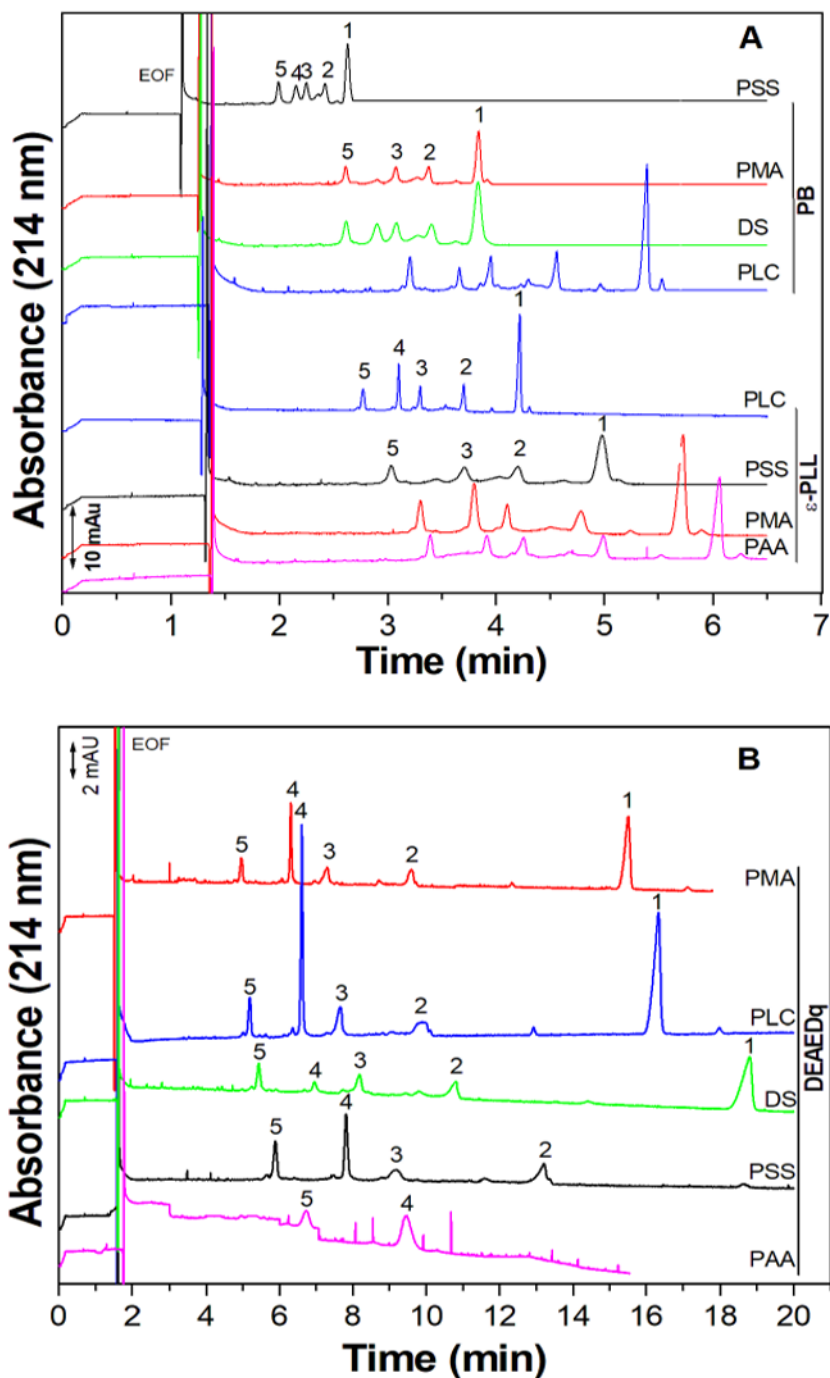 A
EOF
1
5 4 3 2
PSS
1
5 3 2
PMA
DS
PLC
PB
1
4
5 3 2
PLC
1
5 3 2
PSS
PMA
PAA
ε-PLL
10 mAu
Absorbance (214 nm)
0 1 2 3 4 5 6 7
Time (min)
B
2 mAU
EOF
4
4
1
5 3 2
PMA
1
5 3 2
PLC
1
5 4 3 2
DS
4
5 3 2
PSS
5 4
PAA
DEAEDq
Absorbance (214 nm)
0 2 4 6 8 10 12 14 16 18 20
Time (min)